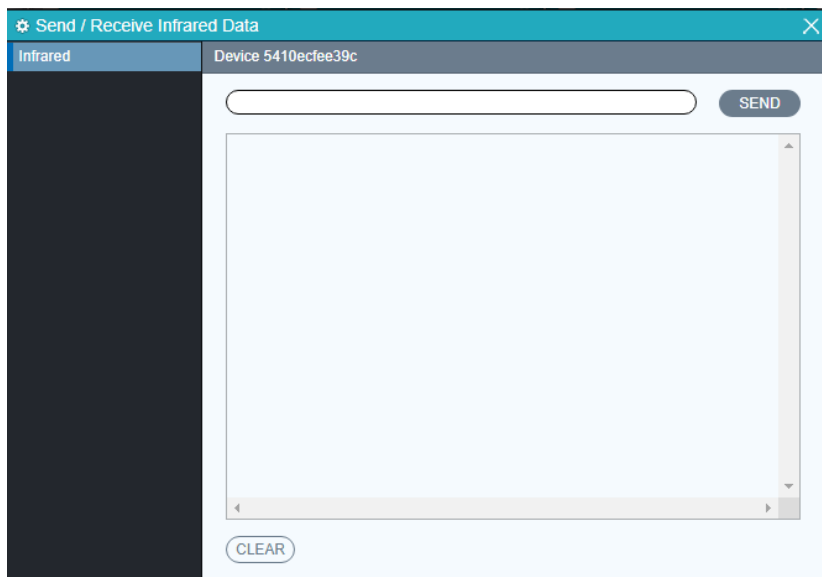 Send / Receive Infrared Data
Infrared
Device 5410ecfee39c
SEND
CLEAR